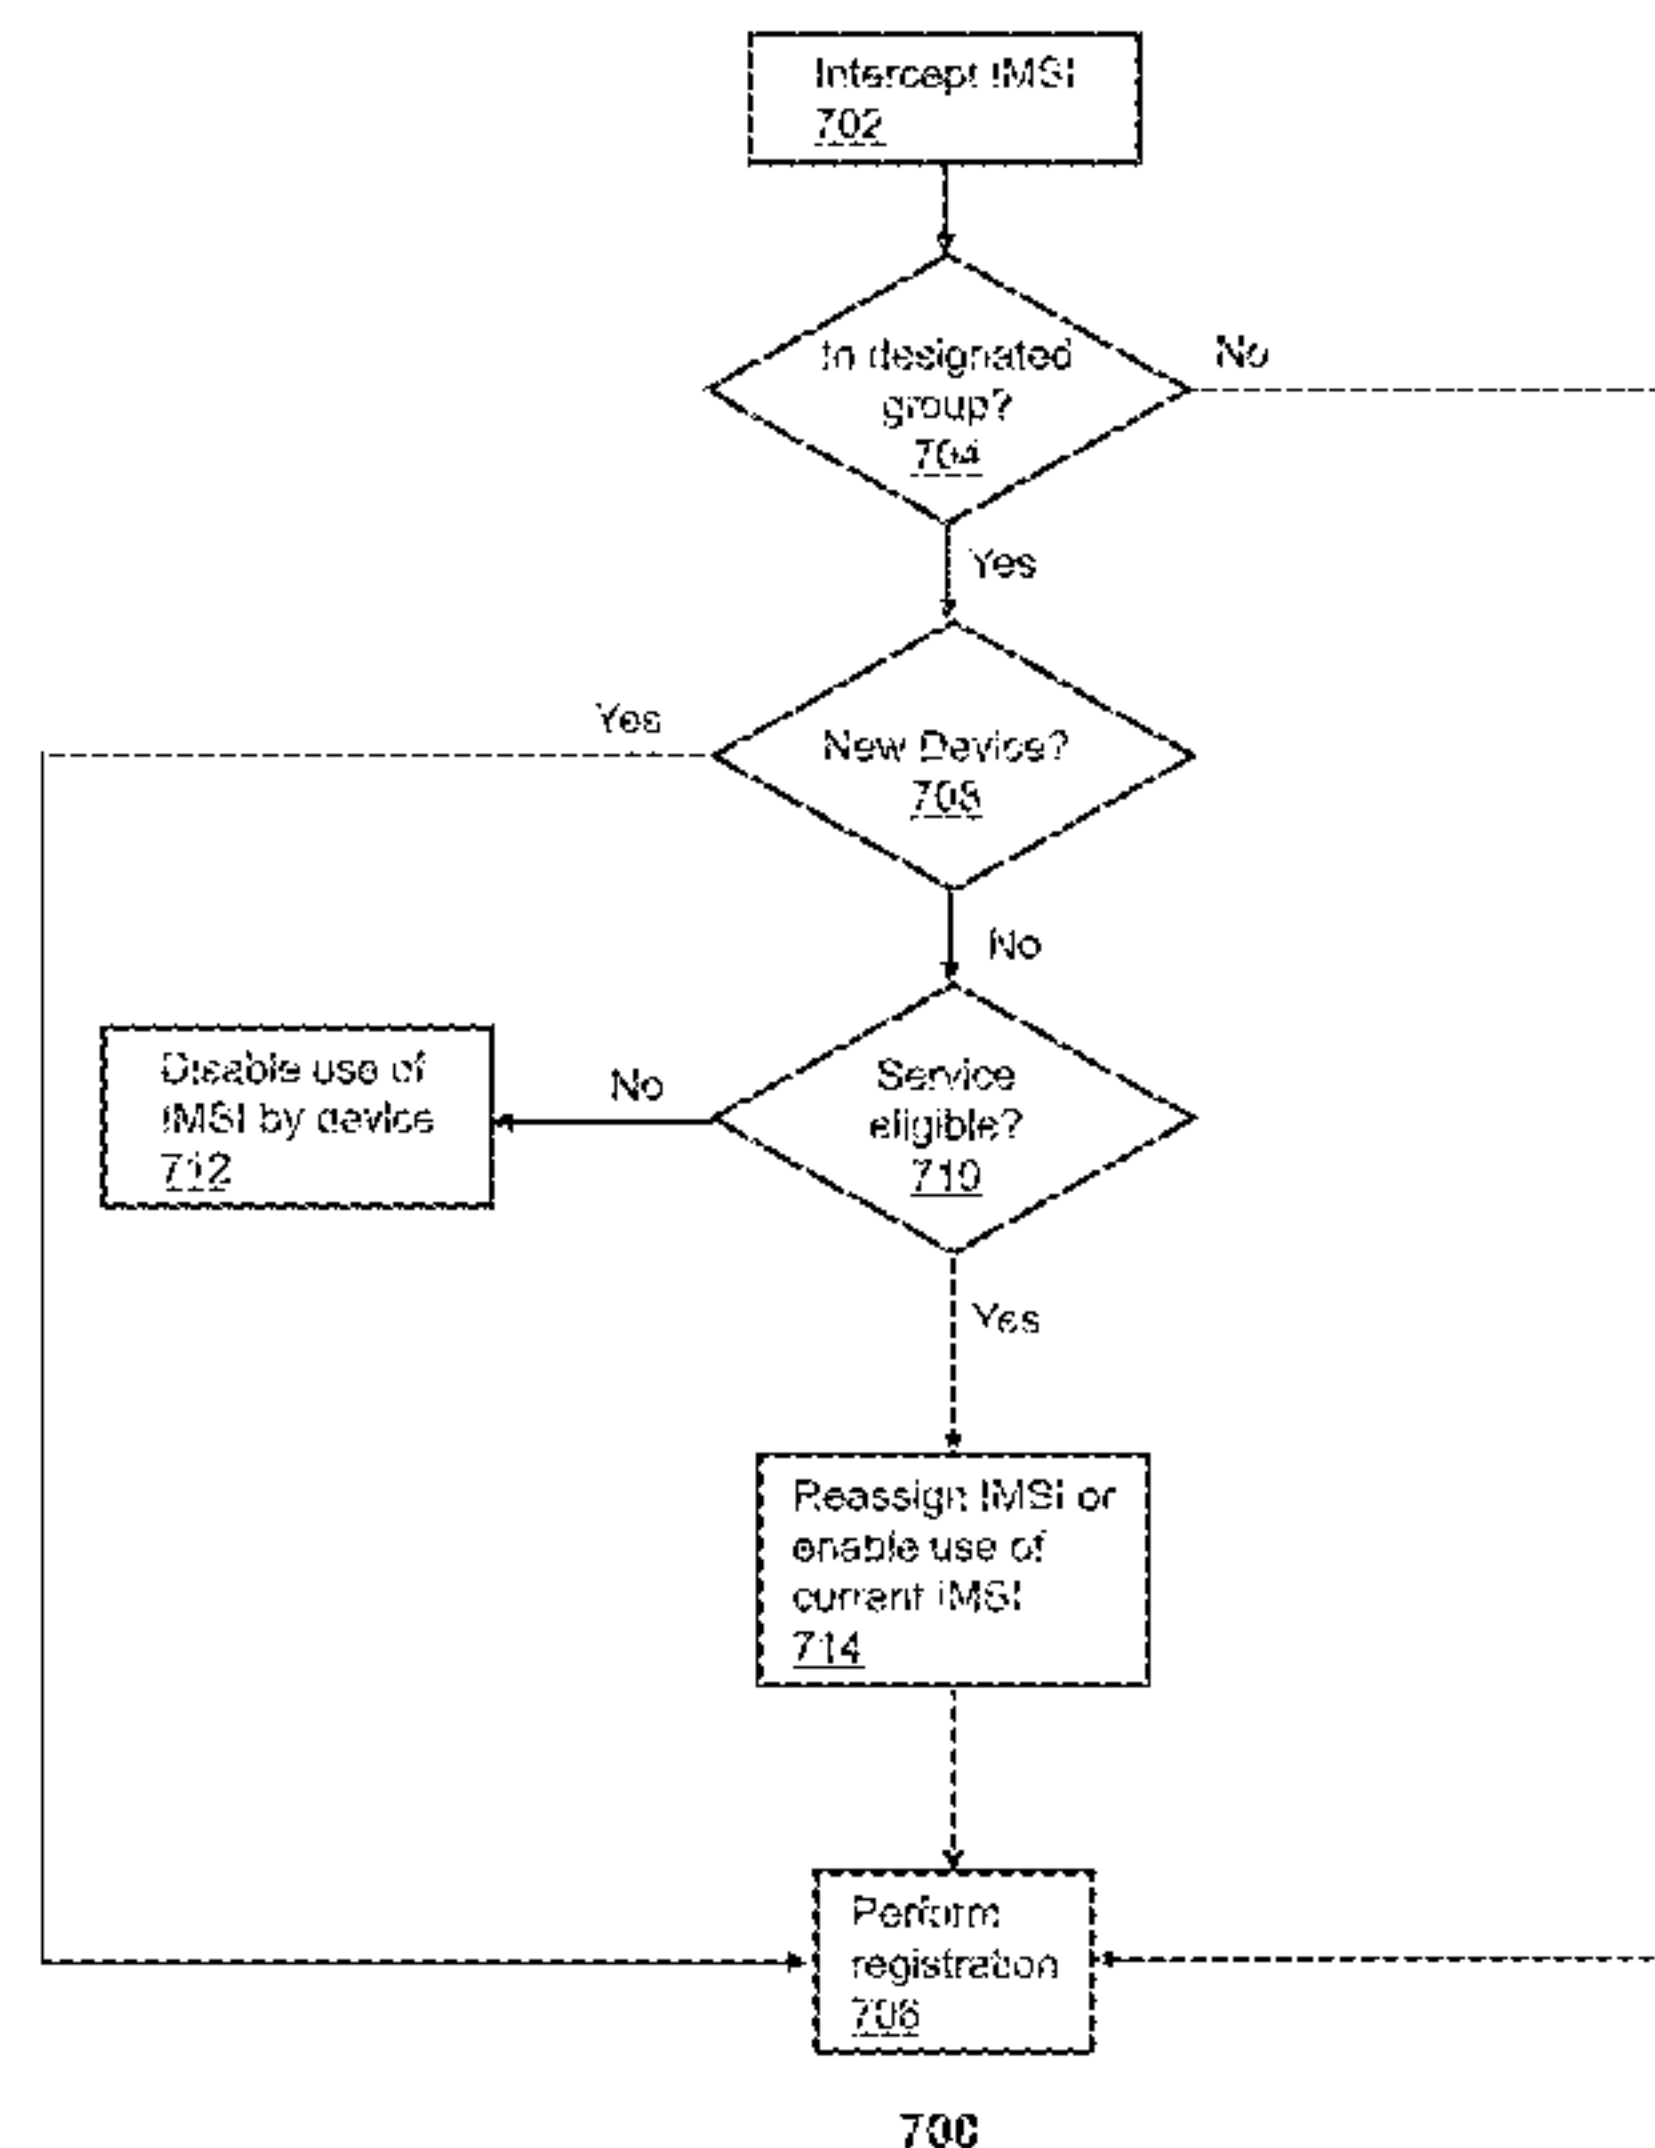 Intercept IMSI
702
In designated
group?
704
No
Yes
New Device?
708
Yes
No
Service
eligible?
710
No
Disable use of
IMSI by device
712
Yes
Reassign IMSI or
enable use of
current IMSI
714
Perform
registration
706
700